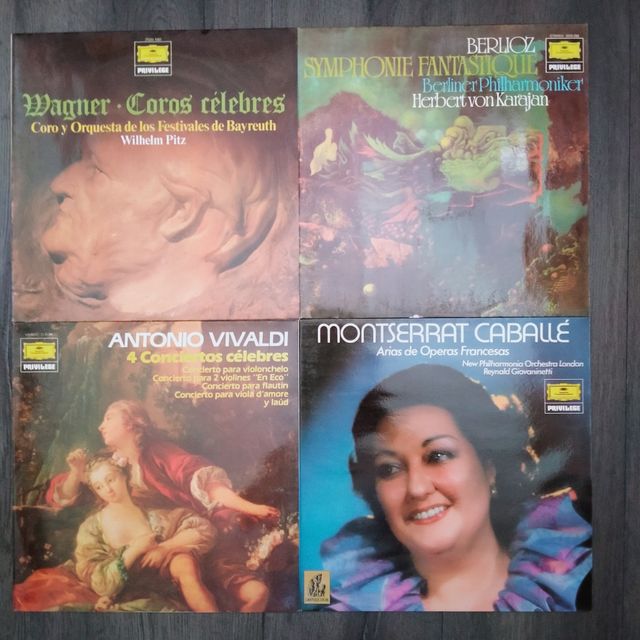 PRIVILEGE
Wagner · Coros célebres
Coro y Orquesta de los Festivales de Bayreuth
Wilhelm Pitz
BERLIOZ
SYMPHONIE FANTASTIQUE
Berliner Philharmoniker
Herbert von Karajan
PRIVILEGE
ANTONIO VIVALDI
4 Conciertos célebres
Concierto para violonchelo
Concierto para 2 violines "En Eco"
Concierto para flautín
Concierto para viola d'amore
y laúd
PRIVILEGE
MONTSERRAT CABALLÉ
Arias de Operas Francesas
New Philharmonia Orchestra London
Reynald Giovaninetti
PRIVILEGE